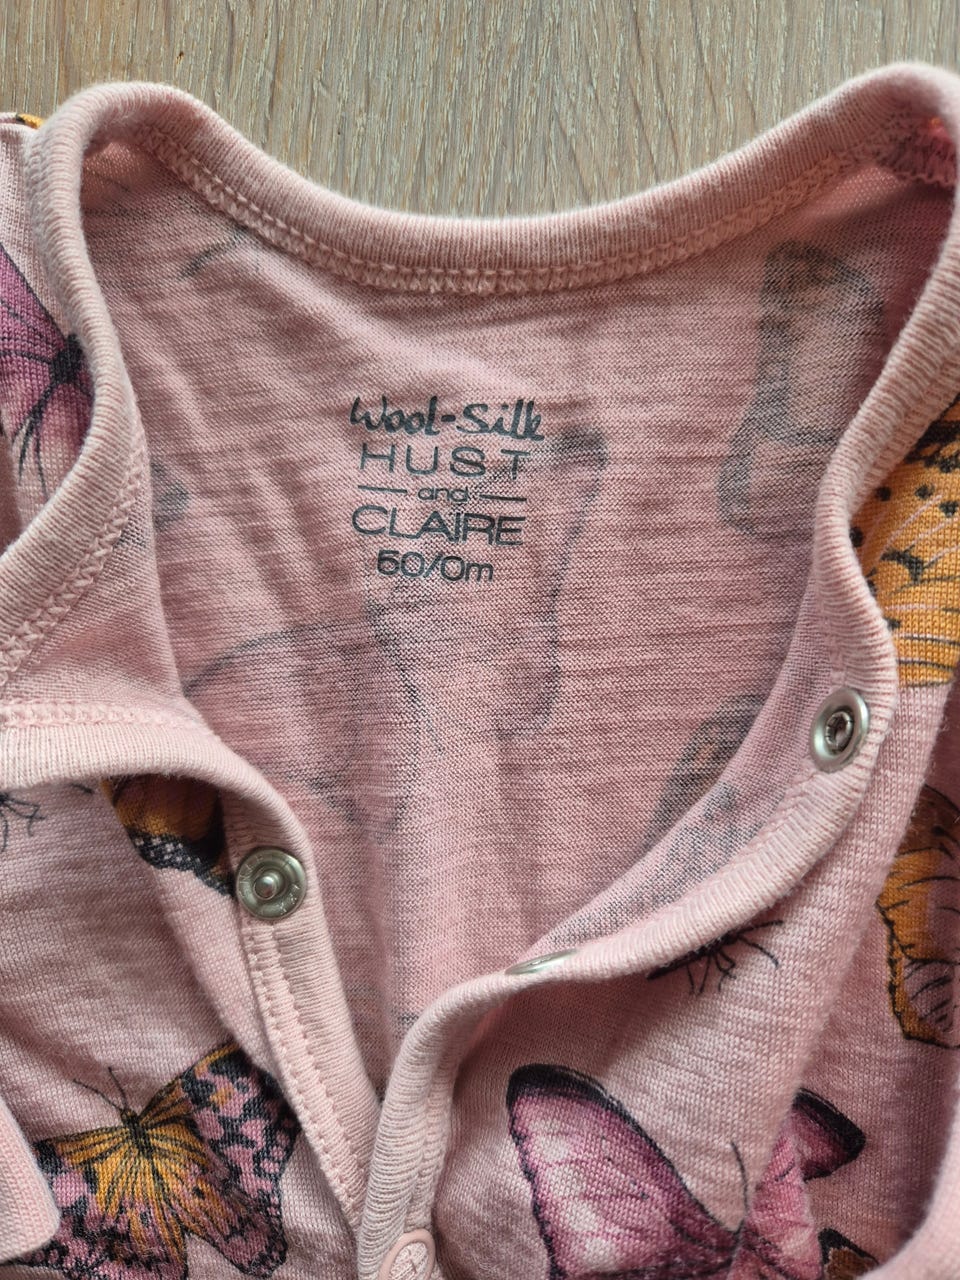 Wool-Silk
HUST
and
CLAIRE
50/0m